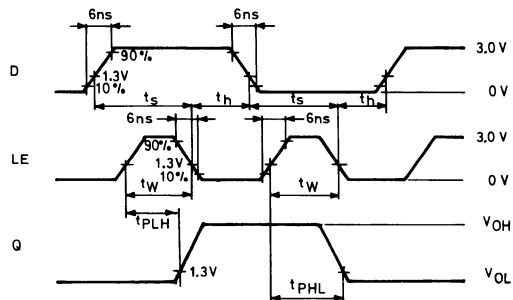 6ns 6ns
90% 3.0 V
D 1.3V
10% 0 V
ts th ts th
6ns 6ns
90% 3.0 V
LE 1.3V
10% 0 V
tW tW
tPLH
VOH
Q
1.3V VOL
tPHL